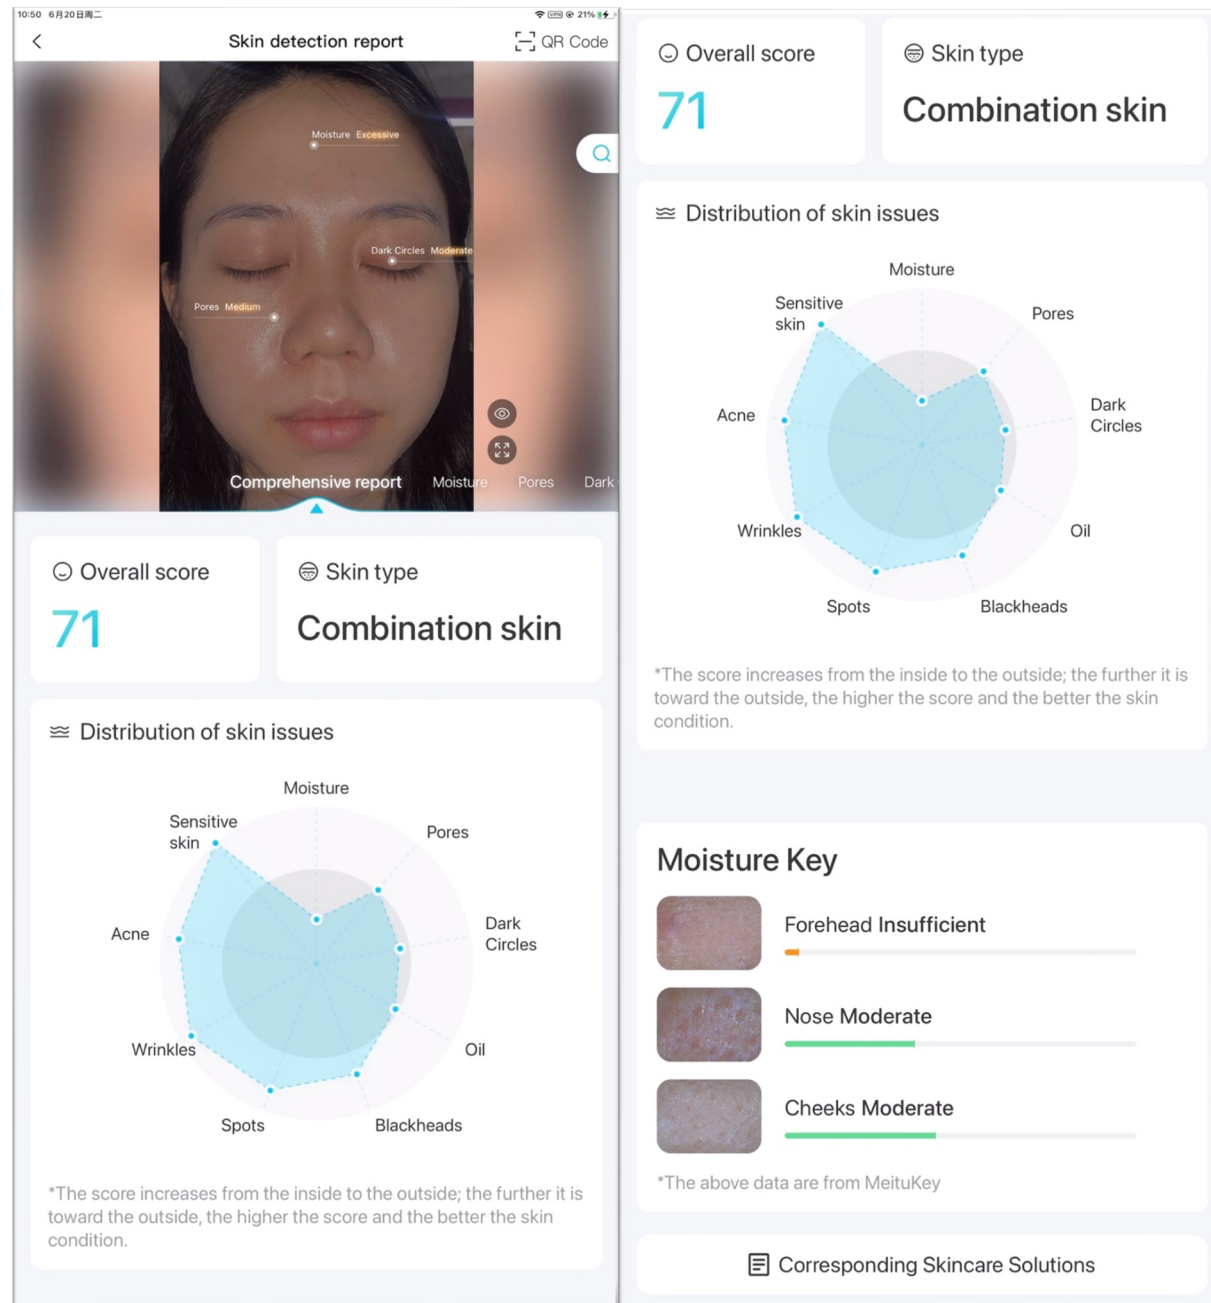 10:50 6月20日周二
VPN 21%
Skin detection report
QR Code
Moisture Excessive
Dark Circles Moderate
Pores Medium
Comprehensive report Moisture Pores Dark
Overall score
71
Skin type
Combination skin
Distribution of skin issues
Moisture
Sensitive
skin
Pores
Acne
Dark
Circles
Wrinkles
Oil
Spots
Blackheads
*The score increases from the inside to the outside; the further it is
toward the outside, the higher the score and the better the skin
condition.
Overall score
71
Skin type
Combination skin
Distribution of skin issues
Moisture
Sensitive
skin
Pores
Acne
Dark
Circles
Wrinkles
Oil
Spots
Blackheads
*The score increases from the inside to the outside; the further it is
toward the outside, the higher the score and the better the skin
condition.
Moisture Key
Forehead Insufficient
Nose Moderate
Cheeks Moderate
*The above data are from MeituKey
Corresponding Skincare Solutions